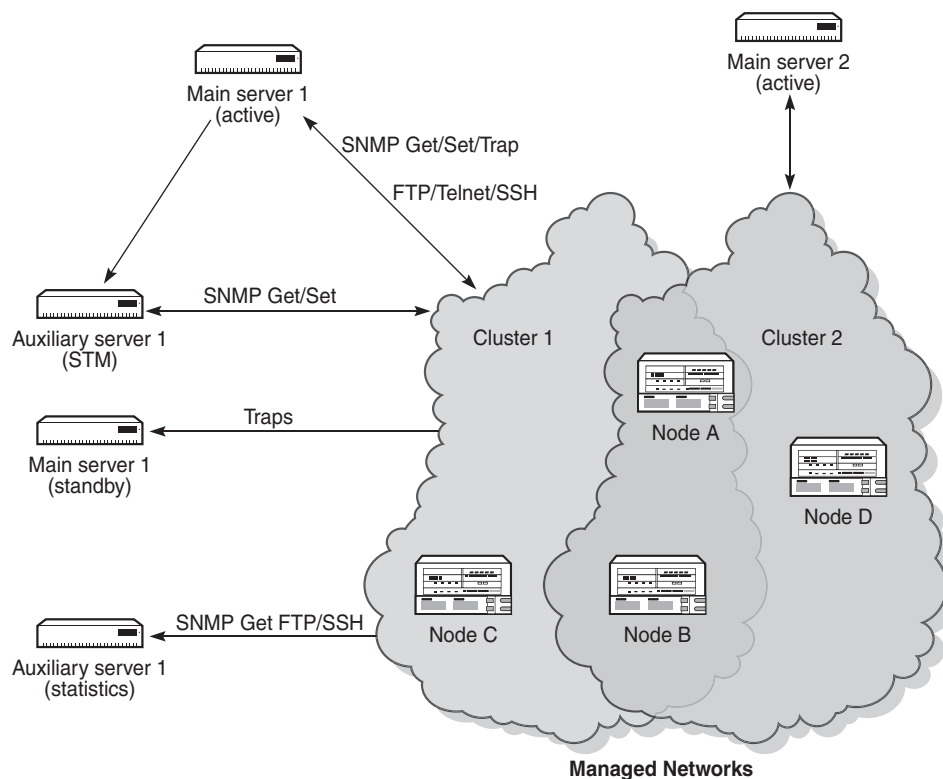 Main server 1
(active)
Main server 2
(active)
SNMP Get/Set/Trap
FTP/Telnet/SSH
SNMP Get/Set
Auxiliary server 1
(STM)
Cluster 1
Cluster 2
Traps
Main server 1
(standby)
Node A
Node D
SNMP Get FTP/SSH
Auxiliary server 1
(statistics)
Node C
Node B
Managed Networks